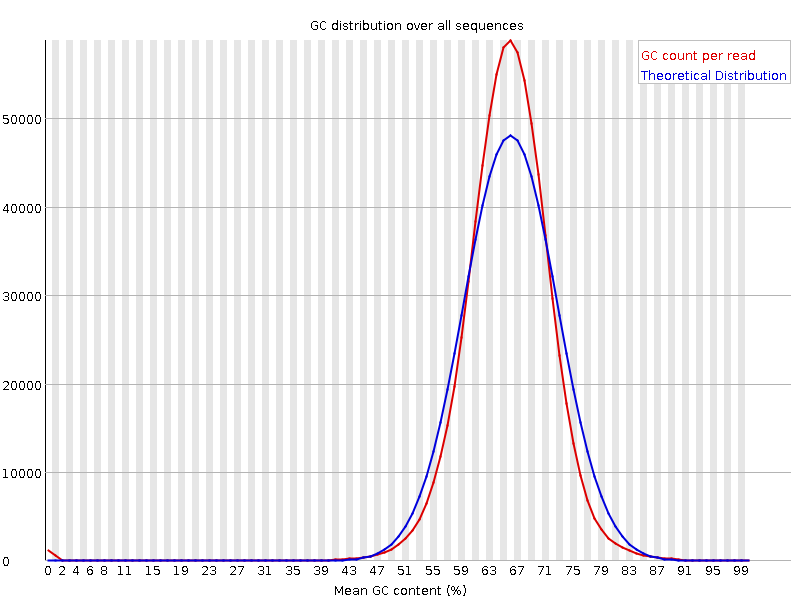 GC distribution over all sequences
GC count per read
Theoretical Distribution
50000
40000
30000
20000
10000
0
0 2 4 6 8 11 15 19 23 27 31 35 39 43 47 51 55 59 63 67 71 75 79 83 87 91 95 99
Mean GC content (%)